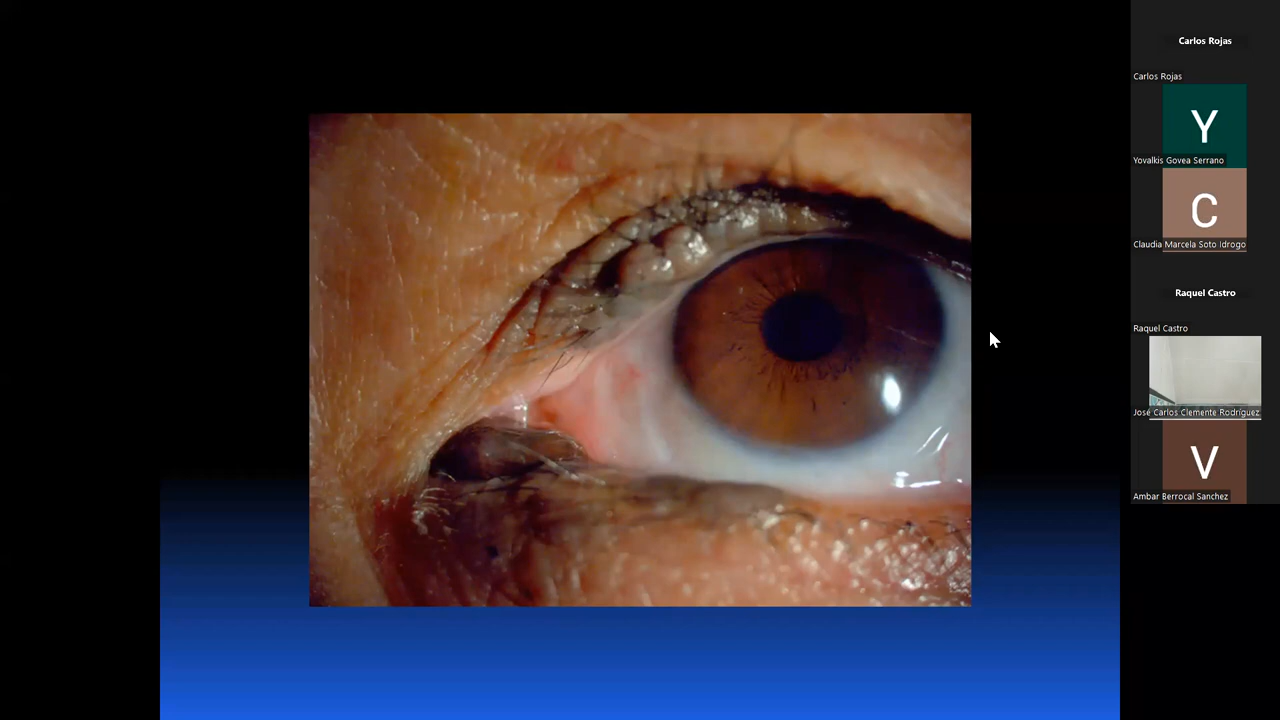 Carlos Rojas
Carlos Rojas
Y
Yovalkis Govea Serrano
C
Claudia Marcela Soto Idrogo
Raquel Castro
Raquel Castro
José Carlos Clemente Rodríguez
V
Ambar Berrocal Sanchez